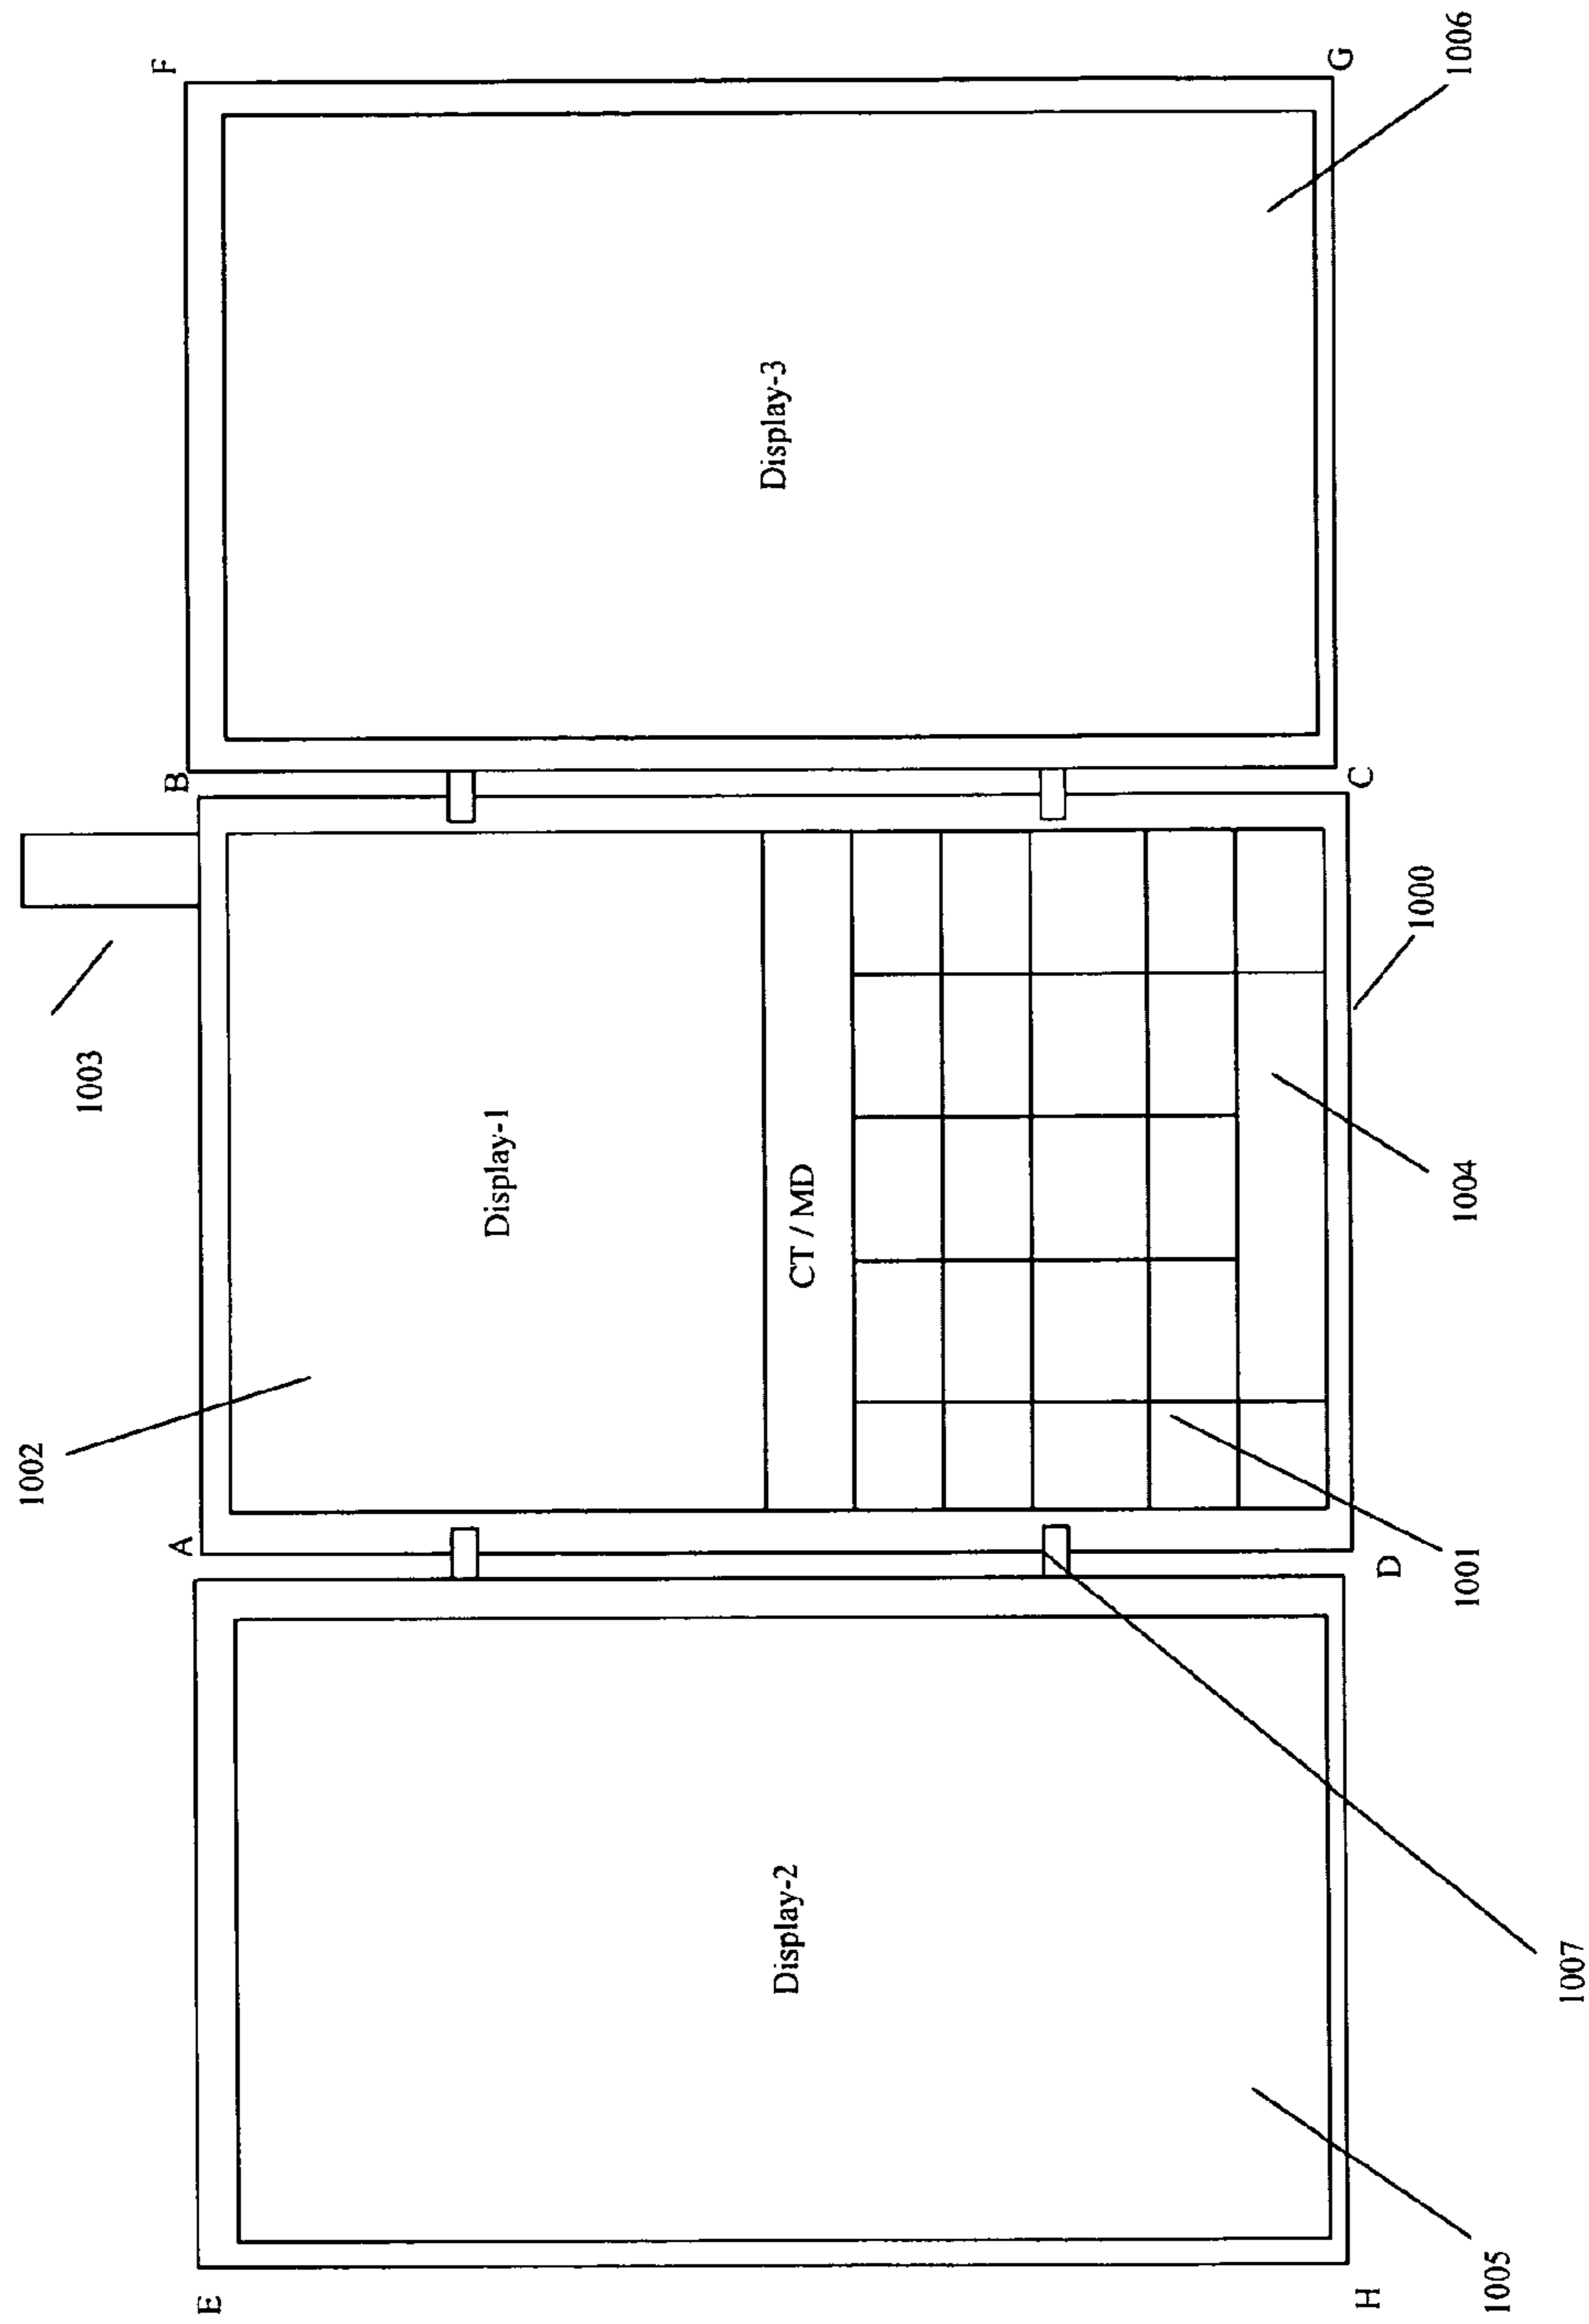 1002
1003
E
A
B
F
Display-1
Display-2
CT / MD
Display-3
H
D
C
G
1000
1005
1001
1004
1006
1007